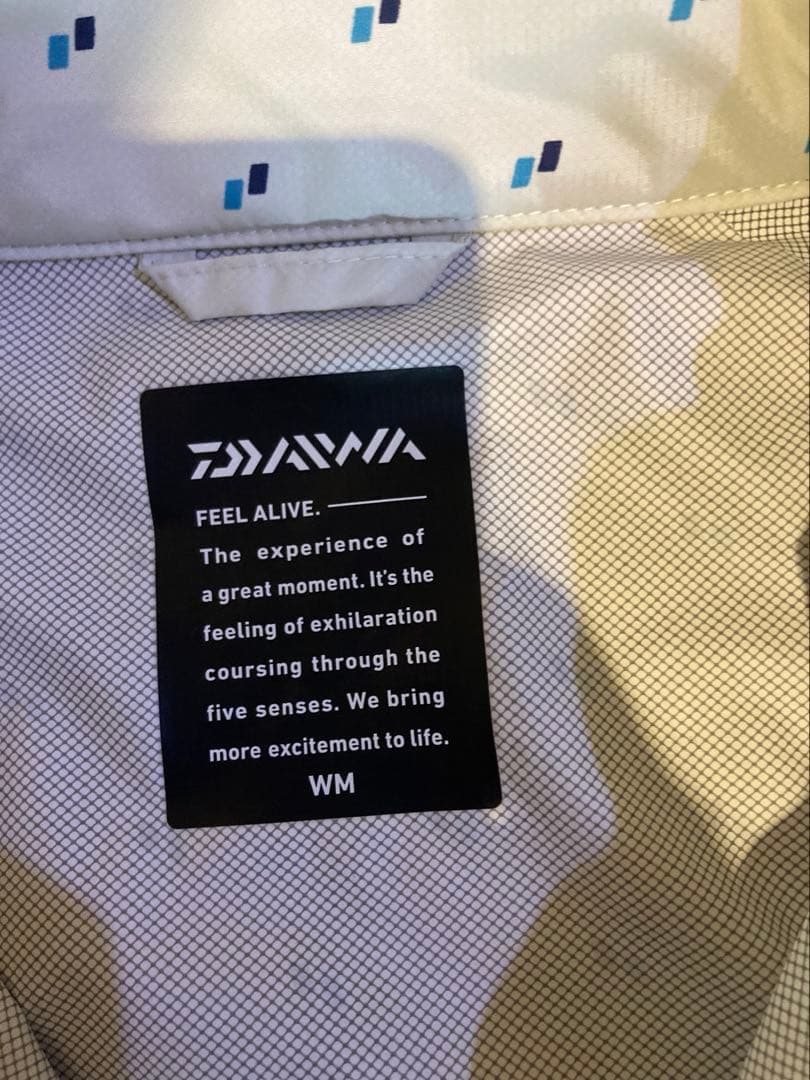 DAIWA
FEEL ALIVE.
The experience of
a great moment. It's the
feeling of exhilaration
coursing through the
five senses. We bring
more excitement to life.
WM